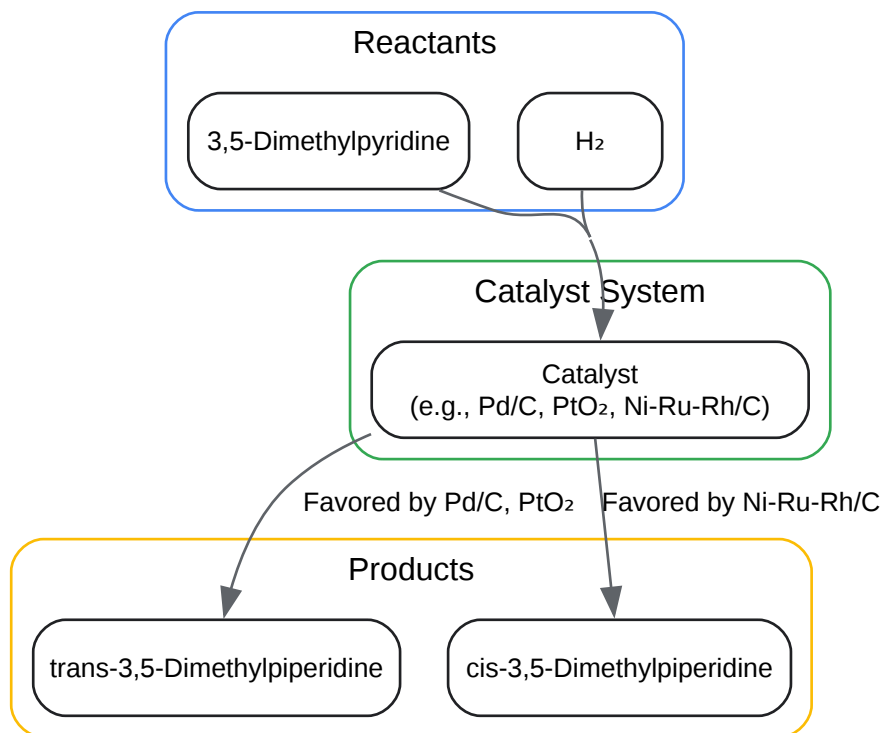 Reactants
3,5-Dimethylpyridine
H₂
Catalyst System
Catalyst
(e.g., Pd/C, PtO₂, Ni-Ru-Rh/C)
Favored by Pd/C, PtO₂
Favored by Ni-Ru-Rh/C
Products
trans-3,5-Dimethylpiperidine
cis-3,5-Dimethylpiperidine